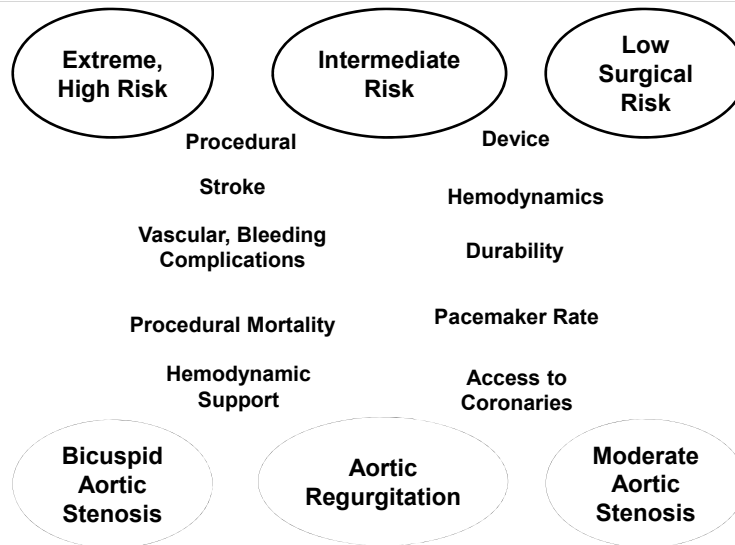 Extreme,
High Risk
Intermediate
Risk
Low
Surgical
Risk
Procedural
Device
Stroke
Hemodynamics
Vascular, Bleeding
Complications
Durability
Procedural Mortality
Pacemaker Rate
Hemodynamic
Support
Access to
Coronaries
Bicuspid
Aortic
Stenosis
Aortic
Regurgitation
Moderate
Aortic
Stenosis